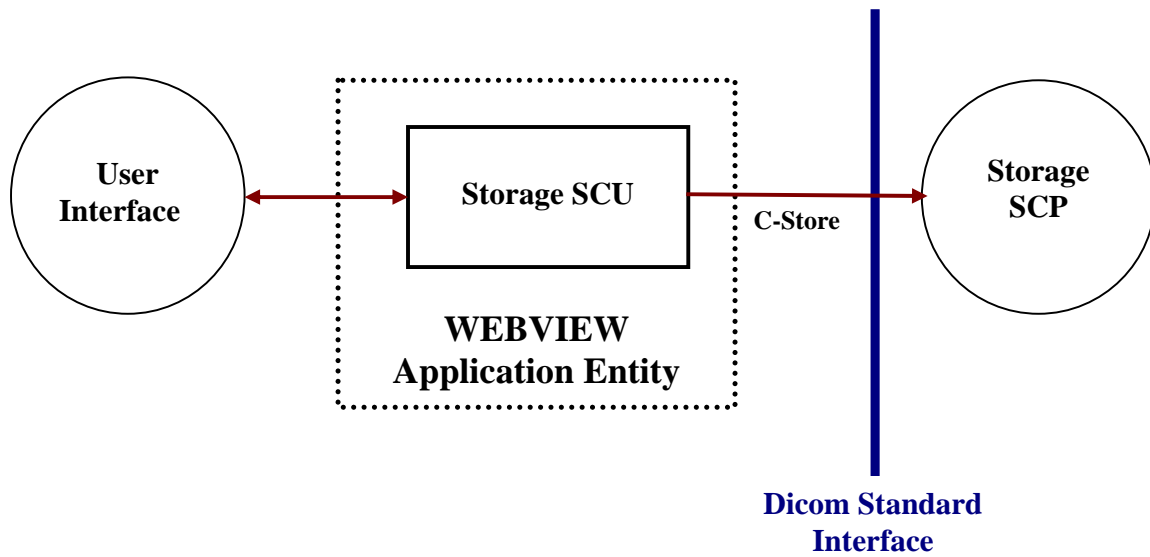 User
Interface
Storage SCU
C-Store
Storage
SCP
WEBVIEW
Application Entity
Dicom Standard
Interface